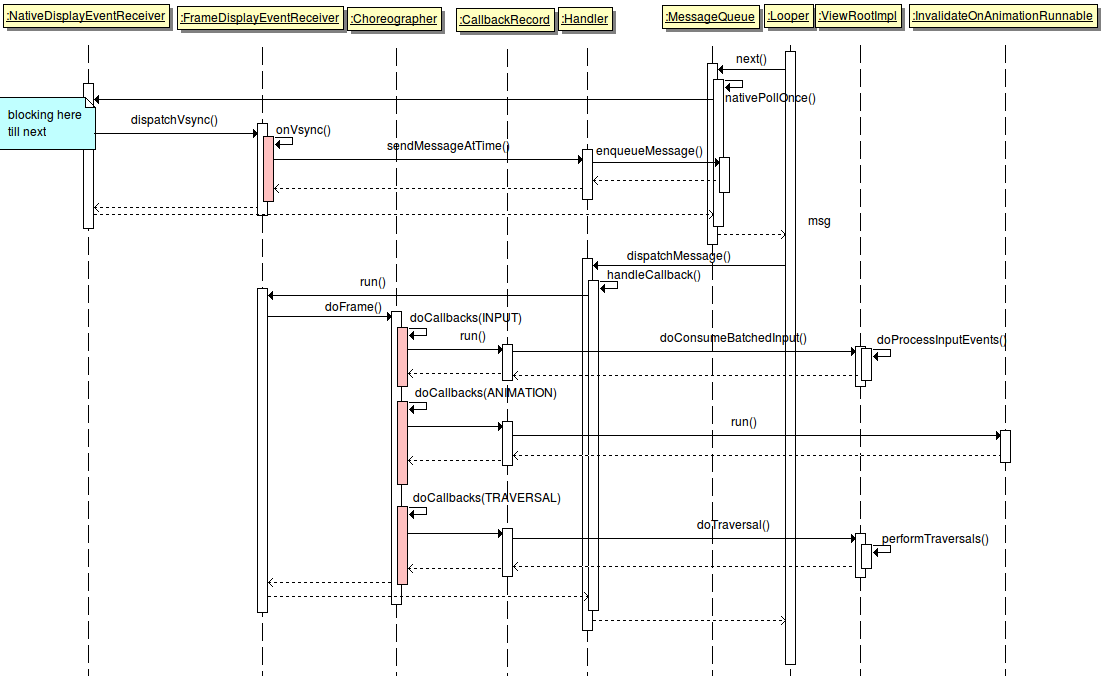 :NativeDisplayEventReceiver
:FrameDisplayEventReceiver
:Choreographer
:CallbackRecord
:Handler
:MessageQueue
:Looper
:ViewRootImpl
:InvalidateOnAnimationRunnable
next()
nativePollOnce()
blocking here
till next
dispatchVsync()
onVsync()
sendMessageAtTime()
enqueueMessage()
msg
dispatchMessage()
handleCallback()
run()
doFrame()
doCallbacks(INPUT)
run()
doConsumeBatchedInput()
doProcessInputEvents()
doCallbacks(ANIMATION)
run()
doCallbacks(TRAVERSAL)
doTraversal()
performTraversals()